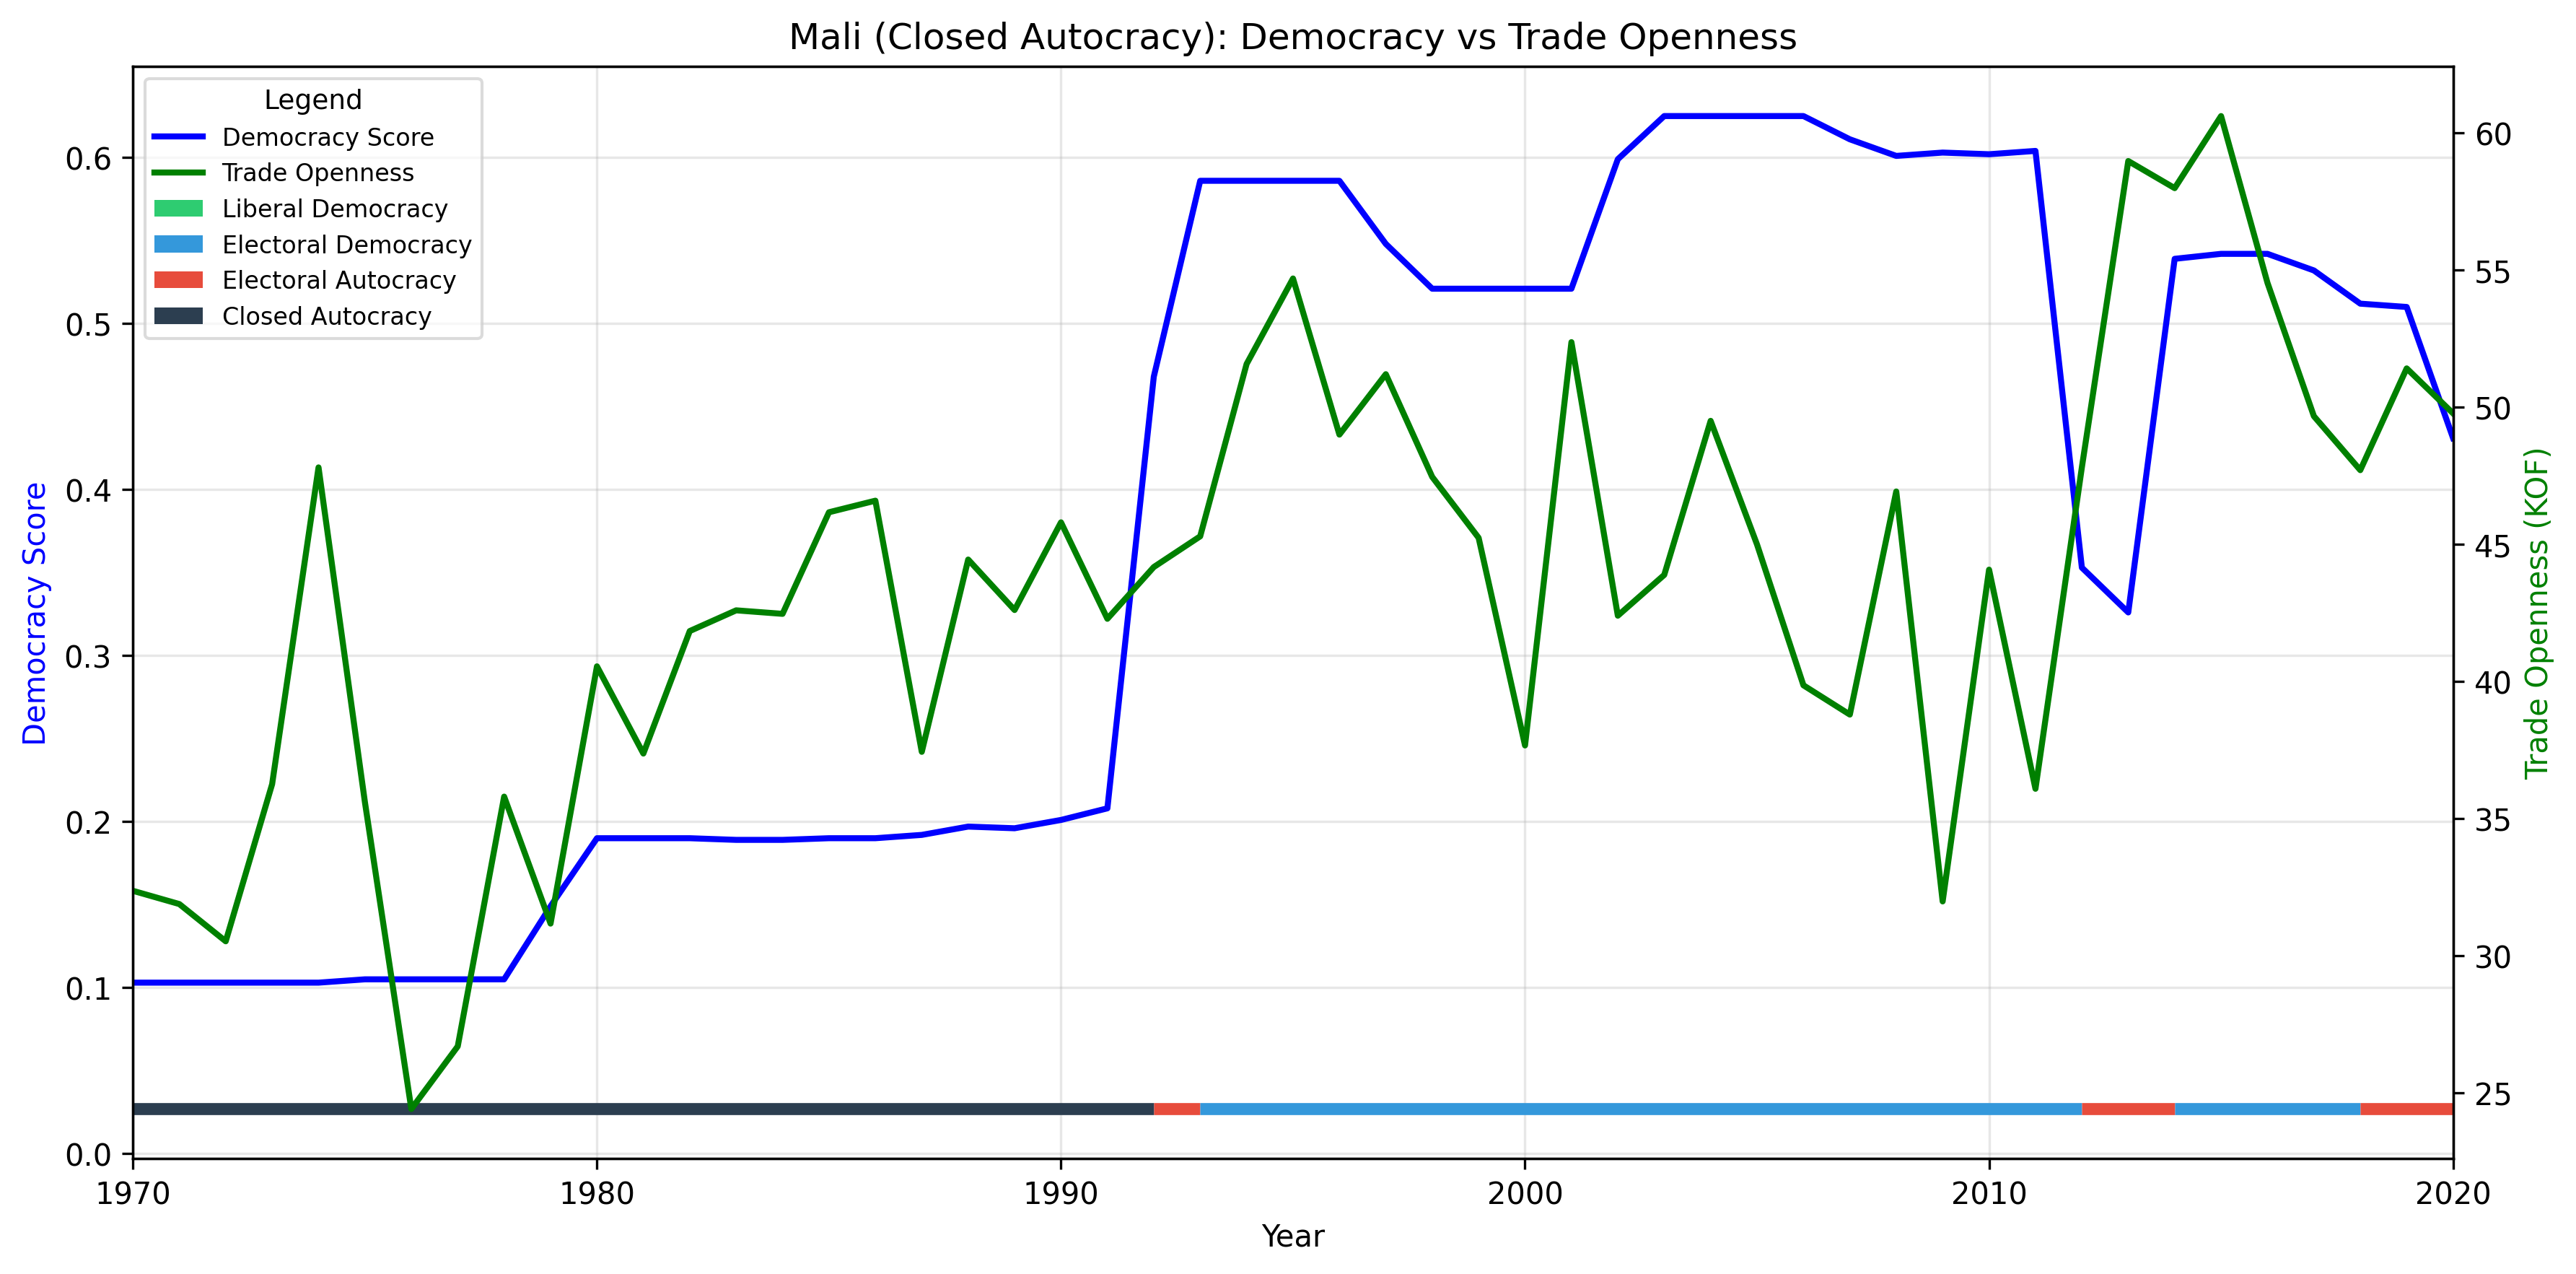 Mali (Closed Autocracy): Democracy vs Trade Openness
Legend
Democracy Score
Trade Openness
Liberal Democracy
Electoral Democracy
Electoral Autocracy
Closed Autocracy
Democracy Score
0.6
0.5
0.4
0.3
0.2
0.1
0.0
60
55
50
45
40
35
30
25
Trade Openness (KOF)
1970 1980 1990 2000 2010 2020
Year